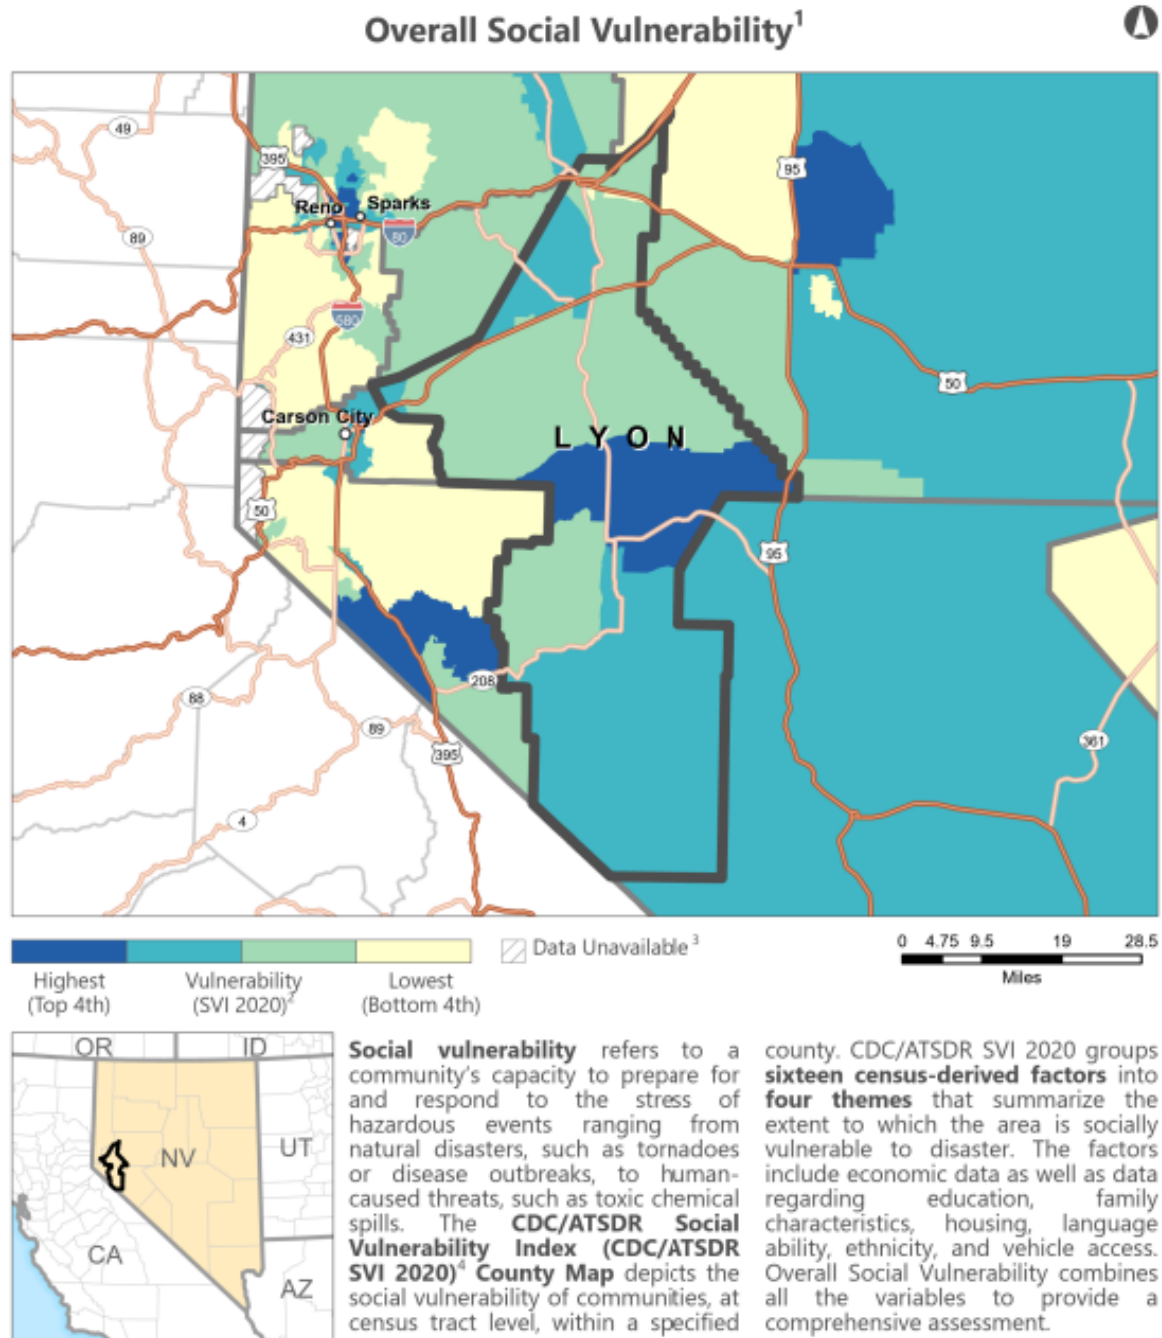 Overall Social Vulnerability1
49
395
95
Reno
Sparks
89
80
580
431
50
Carson City
L Y O N
50
95
208
88
89
395
361
4
Data Unavailable 3
0 4.75 9.5 19 28.5
Miles
Highest
(Top 4th)
Vulnerability
(SVI 2020)2
Lowest
(Bottom 4th)
OR
ID
NV
UT
CA
AZ
Social vulnerability refers to a
community's capacity to prepare for
and respond to the stress of
hazardous events ranging from
natural disasters, such as tornadoes
or disease outbreaks, to human-
caused threats, such as toxic chemical
spills. The CDC/ATSDR Social
Vulnerability Index (CDC/ATSDR
SVI 2020)4 County Map depicts the
social vulnerability of communities, at
census tract level, within a specified
county. CDC/ATSDR SVI 2020 groups
sixteen census-derived factors into
four themes that summarize the
extent to which the area is socially
vulnerable to disaster. The factors
include economic data as well as data
regarding education, family
characteristics, housing, language
ability, ethnicity, and vehicle access.
Overall Social Vulnerability combines
all the variables to provide a
comprehensive assessment.